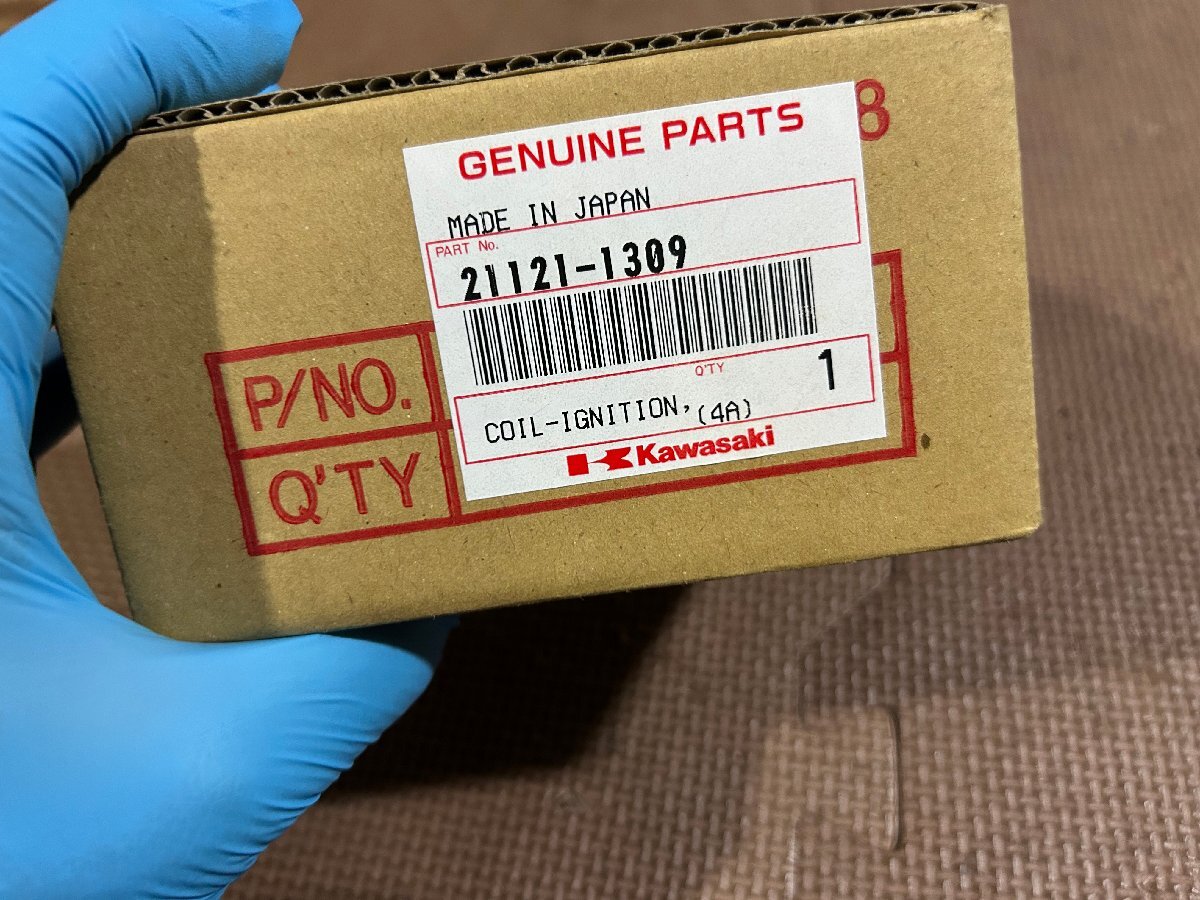 8
GENUINE PARTS
MADE IN JAPAN
PART No.
21121-1309
Q'TY
1
COIL-IGNITION, (4A)
Kawasaki
P/NO.
Q'TY